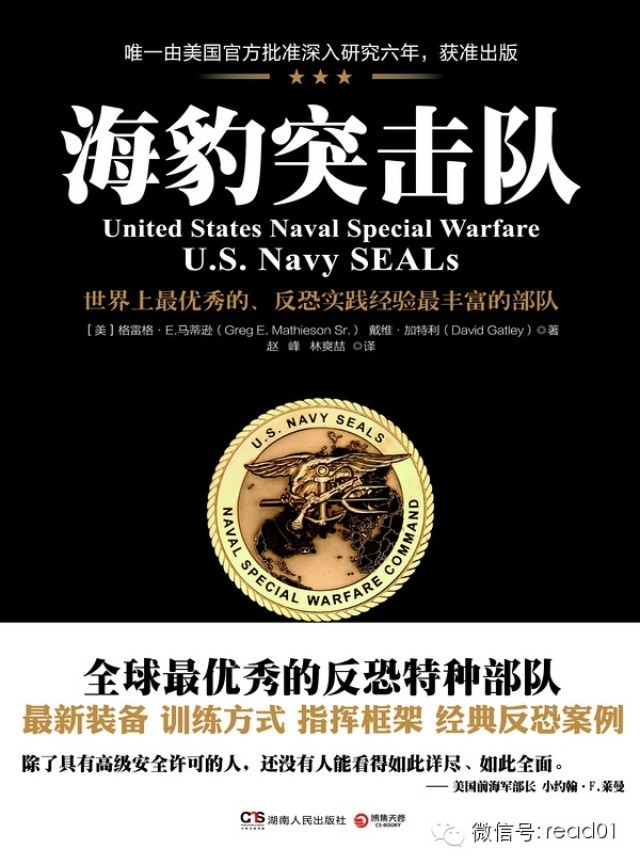 唯一由美国官方批准深入研究六年，获准出版
海豹突击队
United States Naval Special Warfare
U.S. Navy SEALs
世界上最优秀的、反恐实践经验最丰富的部队
［美］格雷格·E.马蒂逊（Greg E. Mathieson Sr.） 戴维·加特利（David Gatley）◎著
赵 峰 林爽喆 ◎译
U.S. NAVY SEALS
NAVAL SPECIAL WARFARE COMMAND
全球最优秀的反恐特种部队
最新装备 训练方式 指挥框架 经典反恐案例
除了具有高级安全许可的人，还没有人能看得如此详尽、如此全面。
——美国前海军部长 小约翰·F.莱曼
湖南人民出版社 博集天卷
CS-BOOKY
微信号: read01